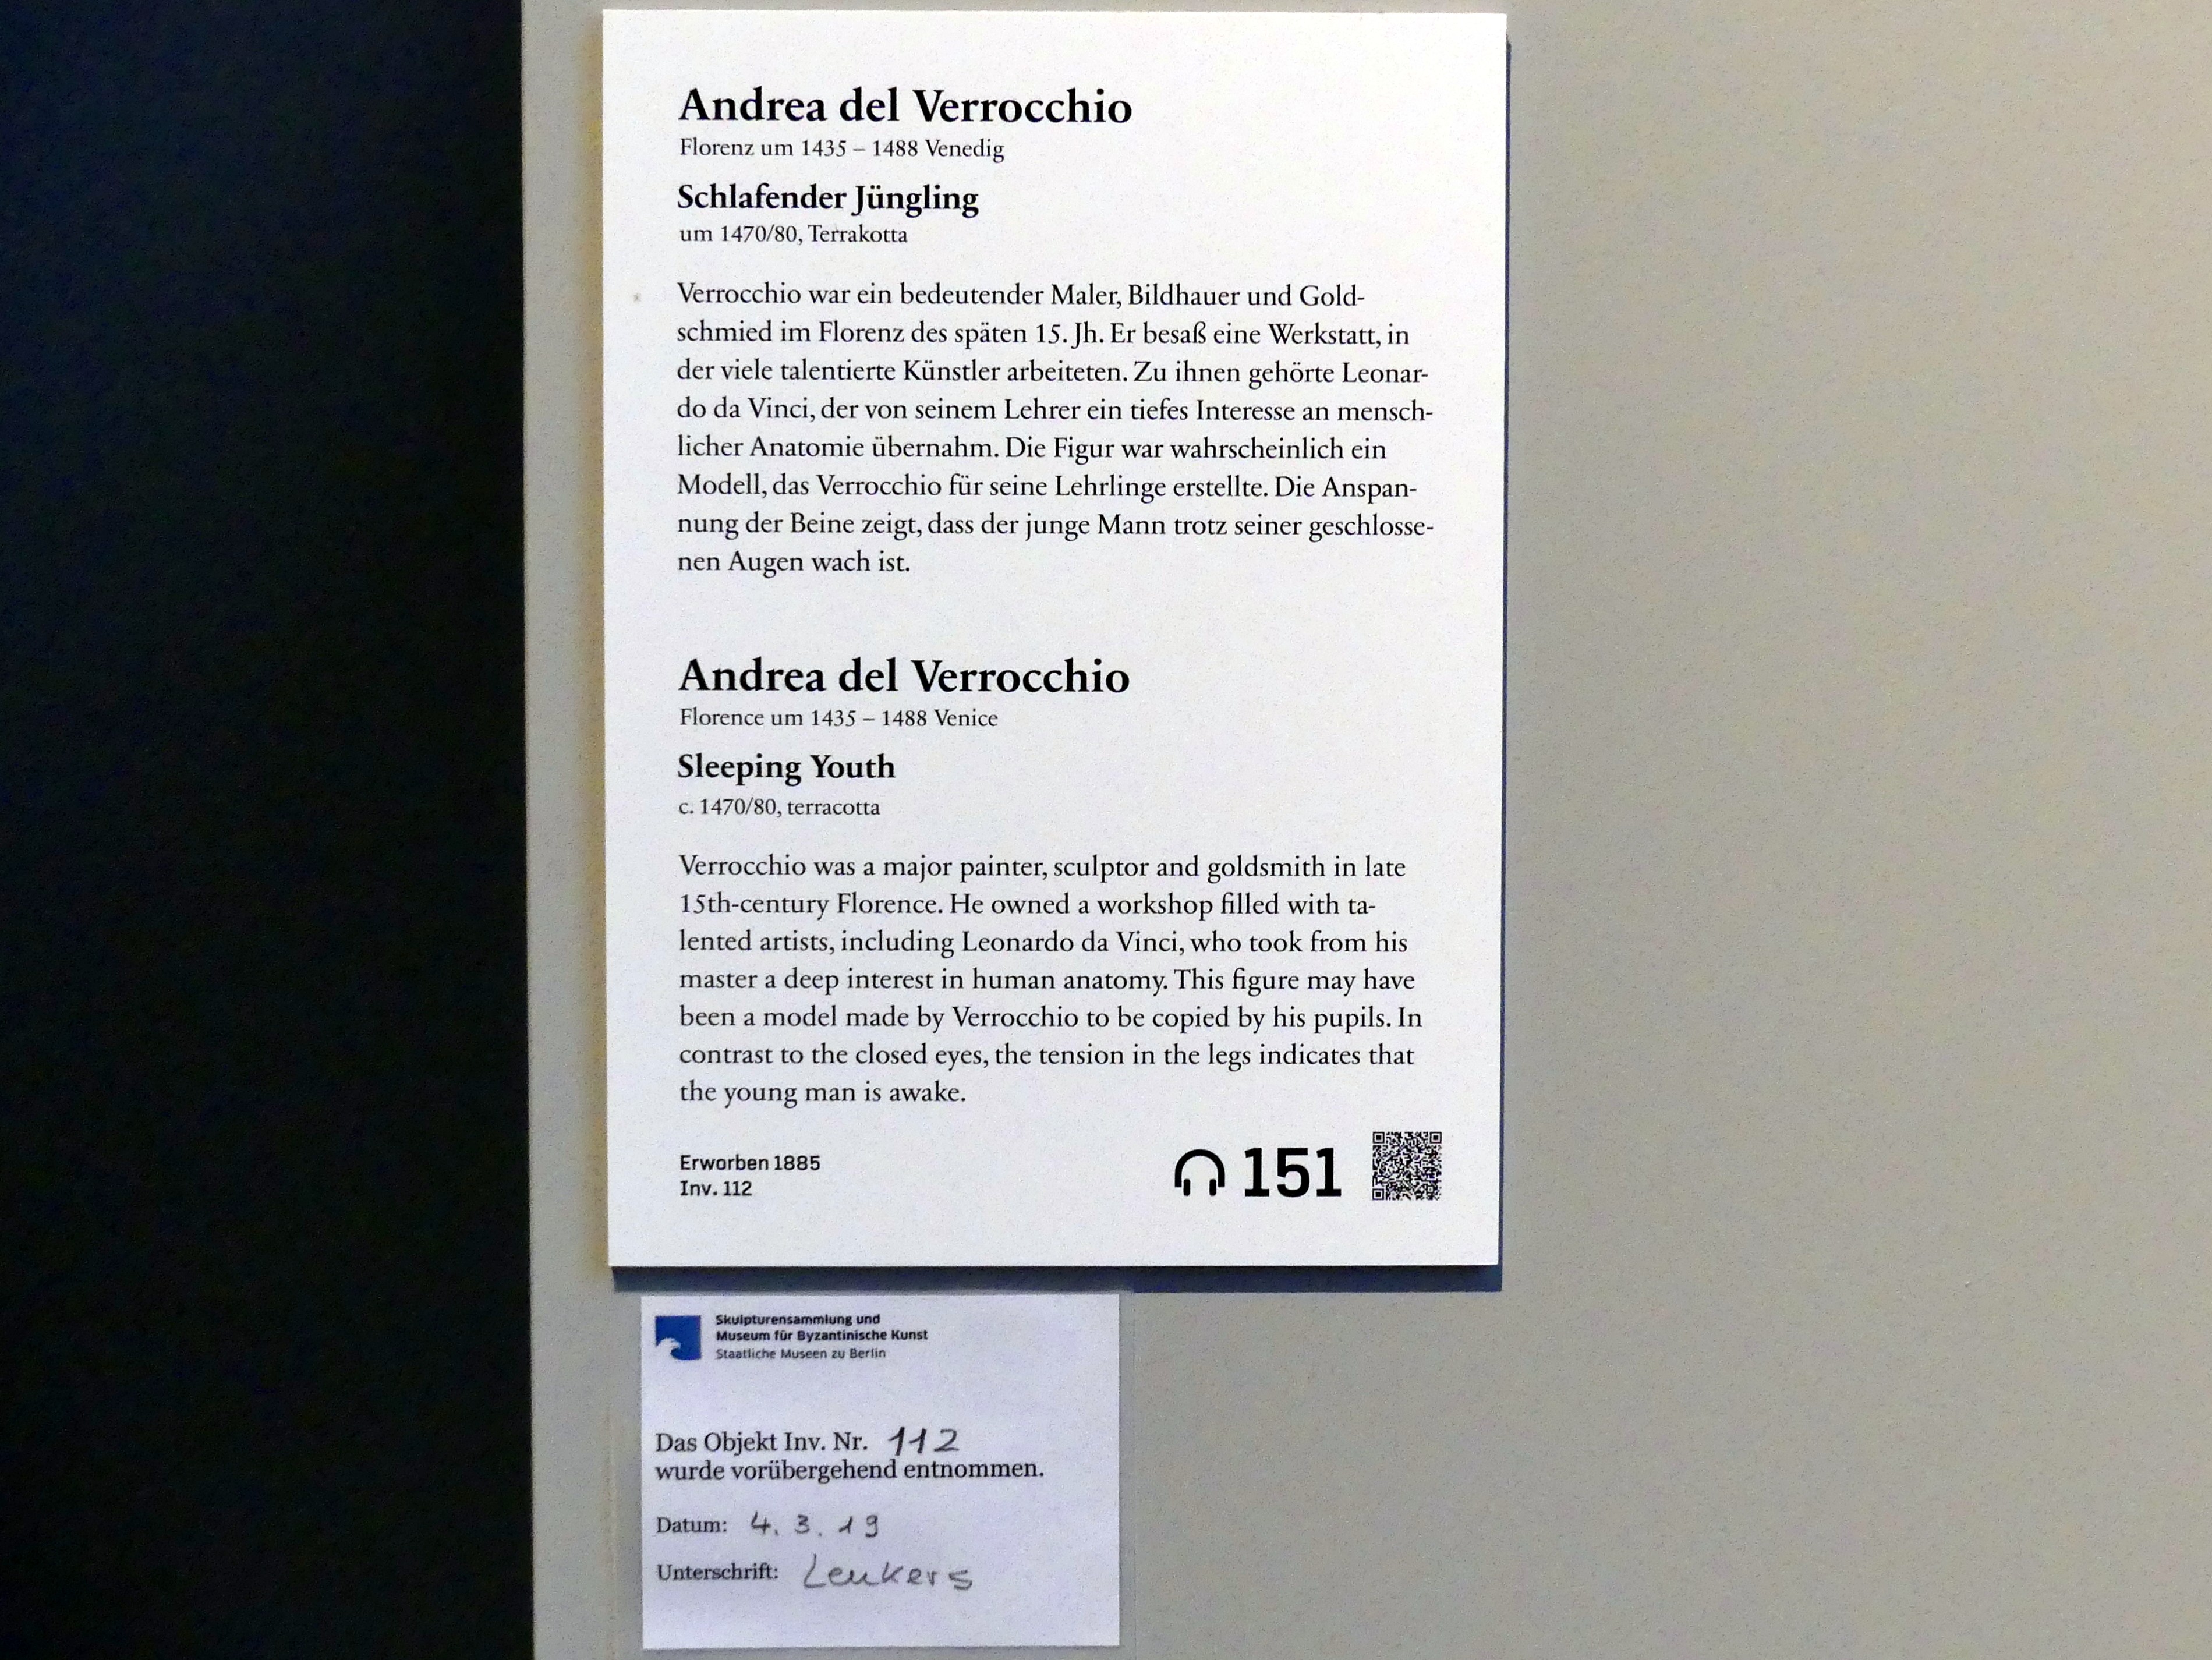 Andrea del Verrocchio
Florenz um 1435 – 1488 Venedig
Schlafender Jüngling
um 1470/80, Terrakotta
Verrocchio war ein bedeutender Maler, Bildhauer und Gold-
schmied im Florenz des späten 15. Jh. Er besaß eine Werkstatt, in
der viele talentierte Künstler arbeiteten. Zu ihnen gehörte Leonar-
do da Vinci, der von seinem Lehrer ein tiefes Interesse an mensch-
licher Anatomie übernahm. Die Figur war wahrscheinlich ein
Modell, das Verrocchio für seine Lehrlinge erstellte. Die Anspan-
nung der Beine zeigt, dass der junge Mann trotz seiner geschlosse-
nen Augen wach ist.
Andrea del Verrocchio
Florence um 1435 – 1488 Venice
Sleeping Youth
c. 1470/80, terracotta
Verrocchio was a major painter, sculptor and goldsmith in late
15th-century Florence. He owned a workshop filled with ta-
lented artists, including Leonardo da Vinci, who took from his
master a deep interest in human anatomy. This figure may have
been a model made by Verrocchio to be copied by his pupils. In
contrast to the closed eyes, the tension in the legs indicates that
the young man is awake.
Erworben 1885
Inv. 112
151
Skulpturensammlung und
Museum für Byzantinische Kunst
Staatliche Museen zu Berlin
Das Objekt Inv. Nr. 112
wurde vorübergehend entnommen.
Datum: 4. 3. 19
Unterschrift: Leukers